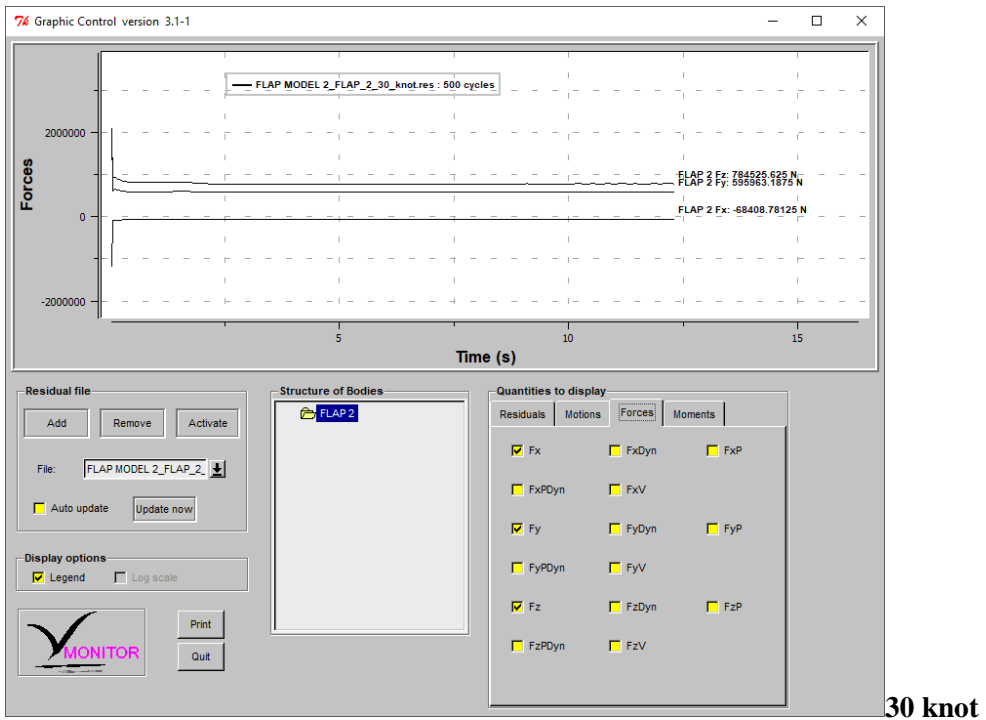 Graphic Control version 3.1-1
FLAP MODEL 2_FLAP_2_30_knot.res : 500 cycles
Forces
2000000
0
-2000000
FLAP 2 Fz: 784525.625 N
FLAP 2 Fy: 595963.1875 N
FLAP 2 Fx: -68408.78125 N
5 10 15
Time (s)
Residual file
Add Remove Activate
File: FLAP MODEL 2_FLAP_2_
Auto update Update now
Display options
Legend Log scale
MONITOR
Print
Quit
Structure of Bodies
FLAP 2
Quantities to display
Residuals Motions Forces Moments
Fx FxDyn FxP
FxPDyn FxV
Fy FyDyn FyP
FyPDyn FyV
Fz FzDyn FzP
FzPDyn FzV
30 knot